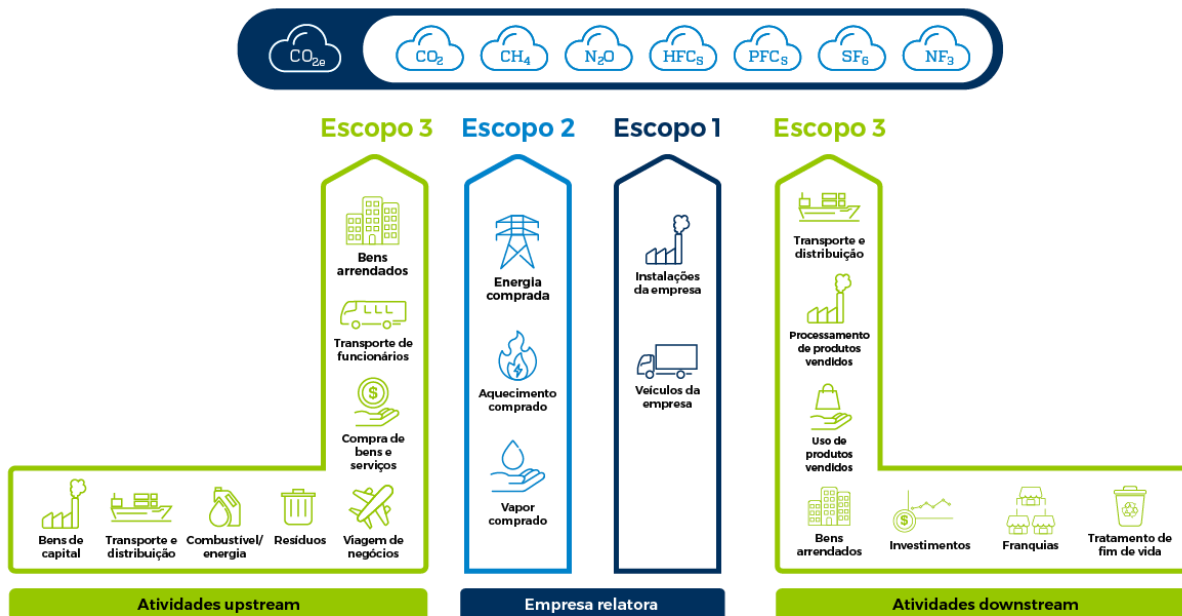 CO2e
CO2
CH4
N2O
HFCs
PFCs
SF6
NF3
Escopo 3
Escopo 2
Escopo 1
Escopo 3
Bens
arrendados
Transporte de
funcionários
$
Compra de
bens e
serviços
Bens
de capital
Transporte e
distribuição
Combustível/
energia
Resíduos
Viagem de
negócios
Energia
comprada
Aquecimento
comprado
Vapor
comprado
Instalações
da empresa
Veículos da
empresa
Transporte e
distribuição
Processamento
de produtos
vendidos
Uso de
produtos
vendidos
Bens
arrendados
$
Investimentos
Franquias
Tratamento de
fim de vida
Atividades upstream
Empresa relatora
Atividades downstream